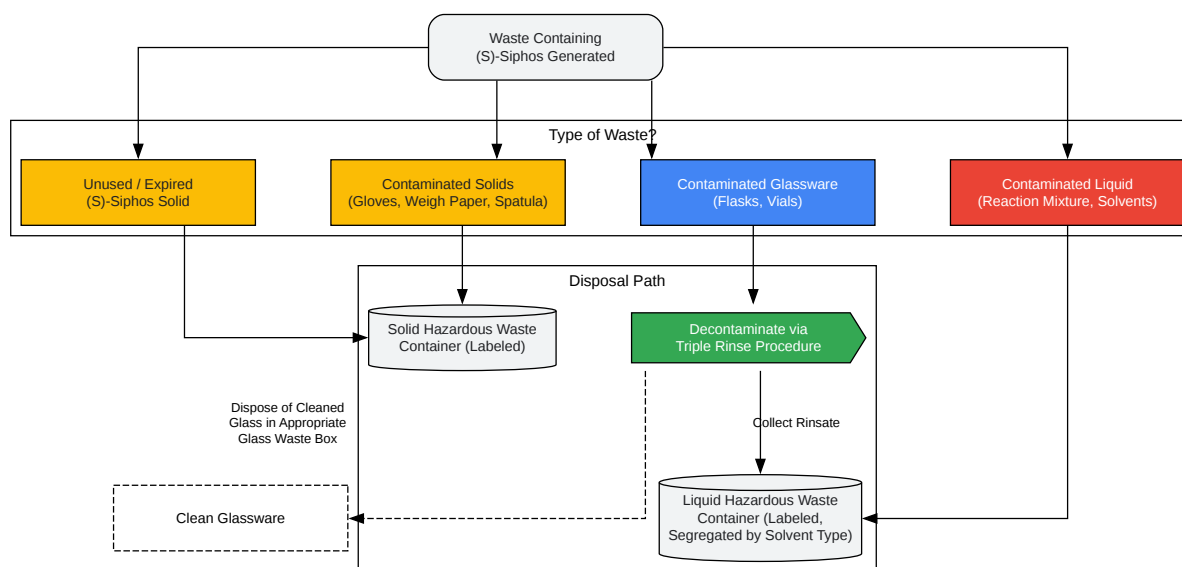 Waste Containing
(S)-Siphos Generated
Type of Waste?
Unused / Expired
(S)-Siphos Solid
Contaminated Solids
(Gloves, Weigh Paper, Spatula)
Contaminated Glassware
(Flasks, Vials)
Contaminated Liquid
(Reaction Mixture, Solvents)
Disposal Path
Solid Hazardous Waste
Container (Labeled)
Decontaminate via
Triple Rinse Procedure
Dispose of Cleaned
Glass in Appropriate
Glass Waste Box
Collect Rinsate
Clean Glassware
Liquid Hazardous Waste
Container (Labeled,
Segregated by Solvent Type)